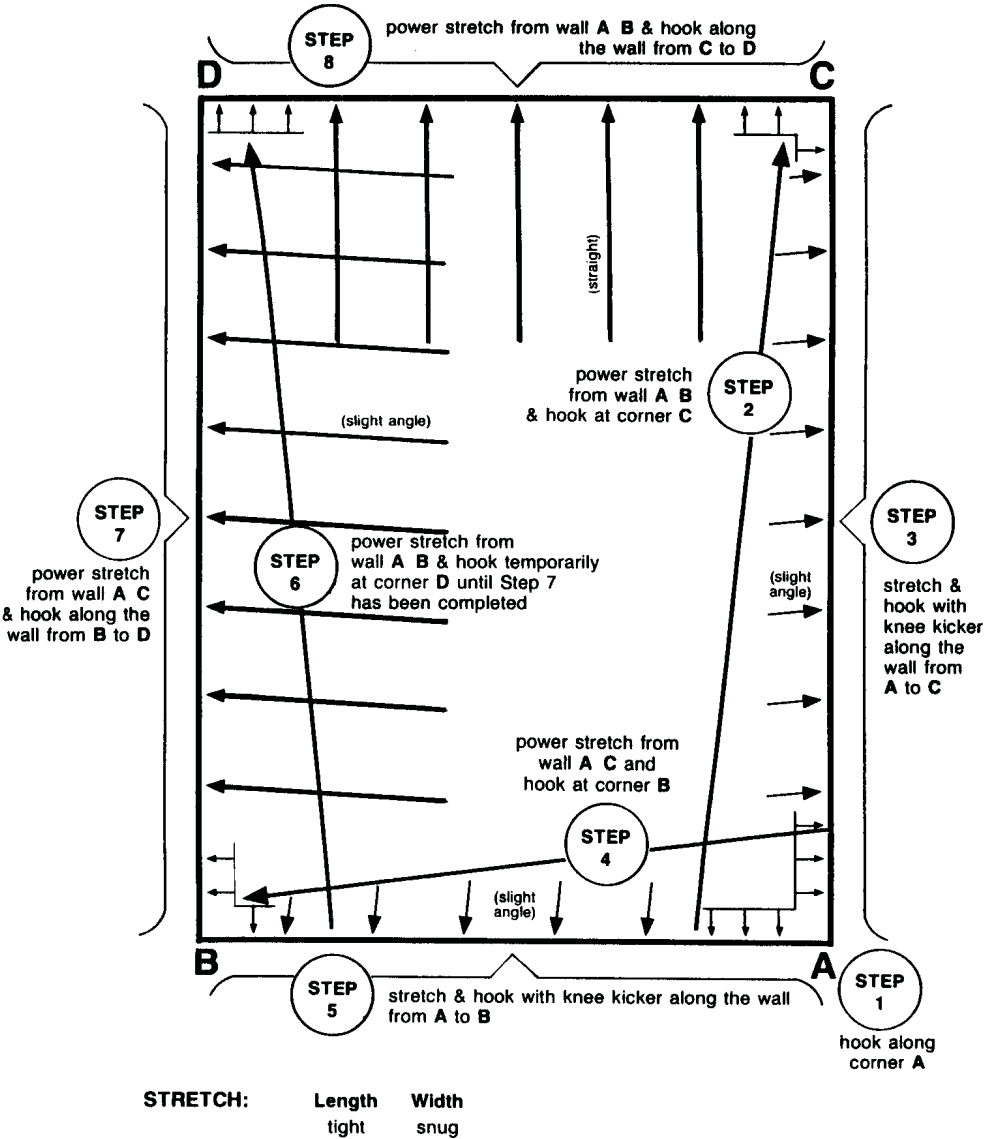 STEP
8
power stretch from wall A B & hook along
the wall from C to D
D
C
(straight)
power stretch
from wall A B
& hook at corner C
STEP
2
(slight angle)
STEP
7
power stretch
from wall A C
& hook along the
wall from B to D
STEP
6
power stretch from
wall A B & hook temporarily
at corner D until Step 7
has been completed
STEP
3
stretch &
hook with
knee kicker
along the
wall from
A to C
(slight
angle)
power stretch from
wall A C and
hook at corner B
STEP
4
(slight
angle)
B
A
STEP
5
stretch & hook with knee kicker along the wall
from A to B
STEP
1
hook along
corner A
STRETCH: Length Width
tight snug